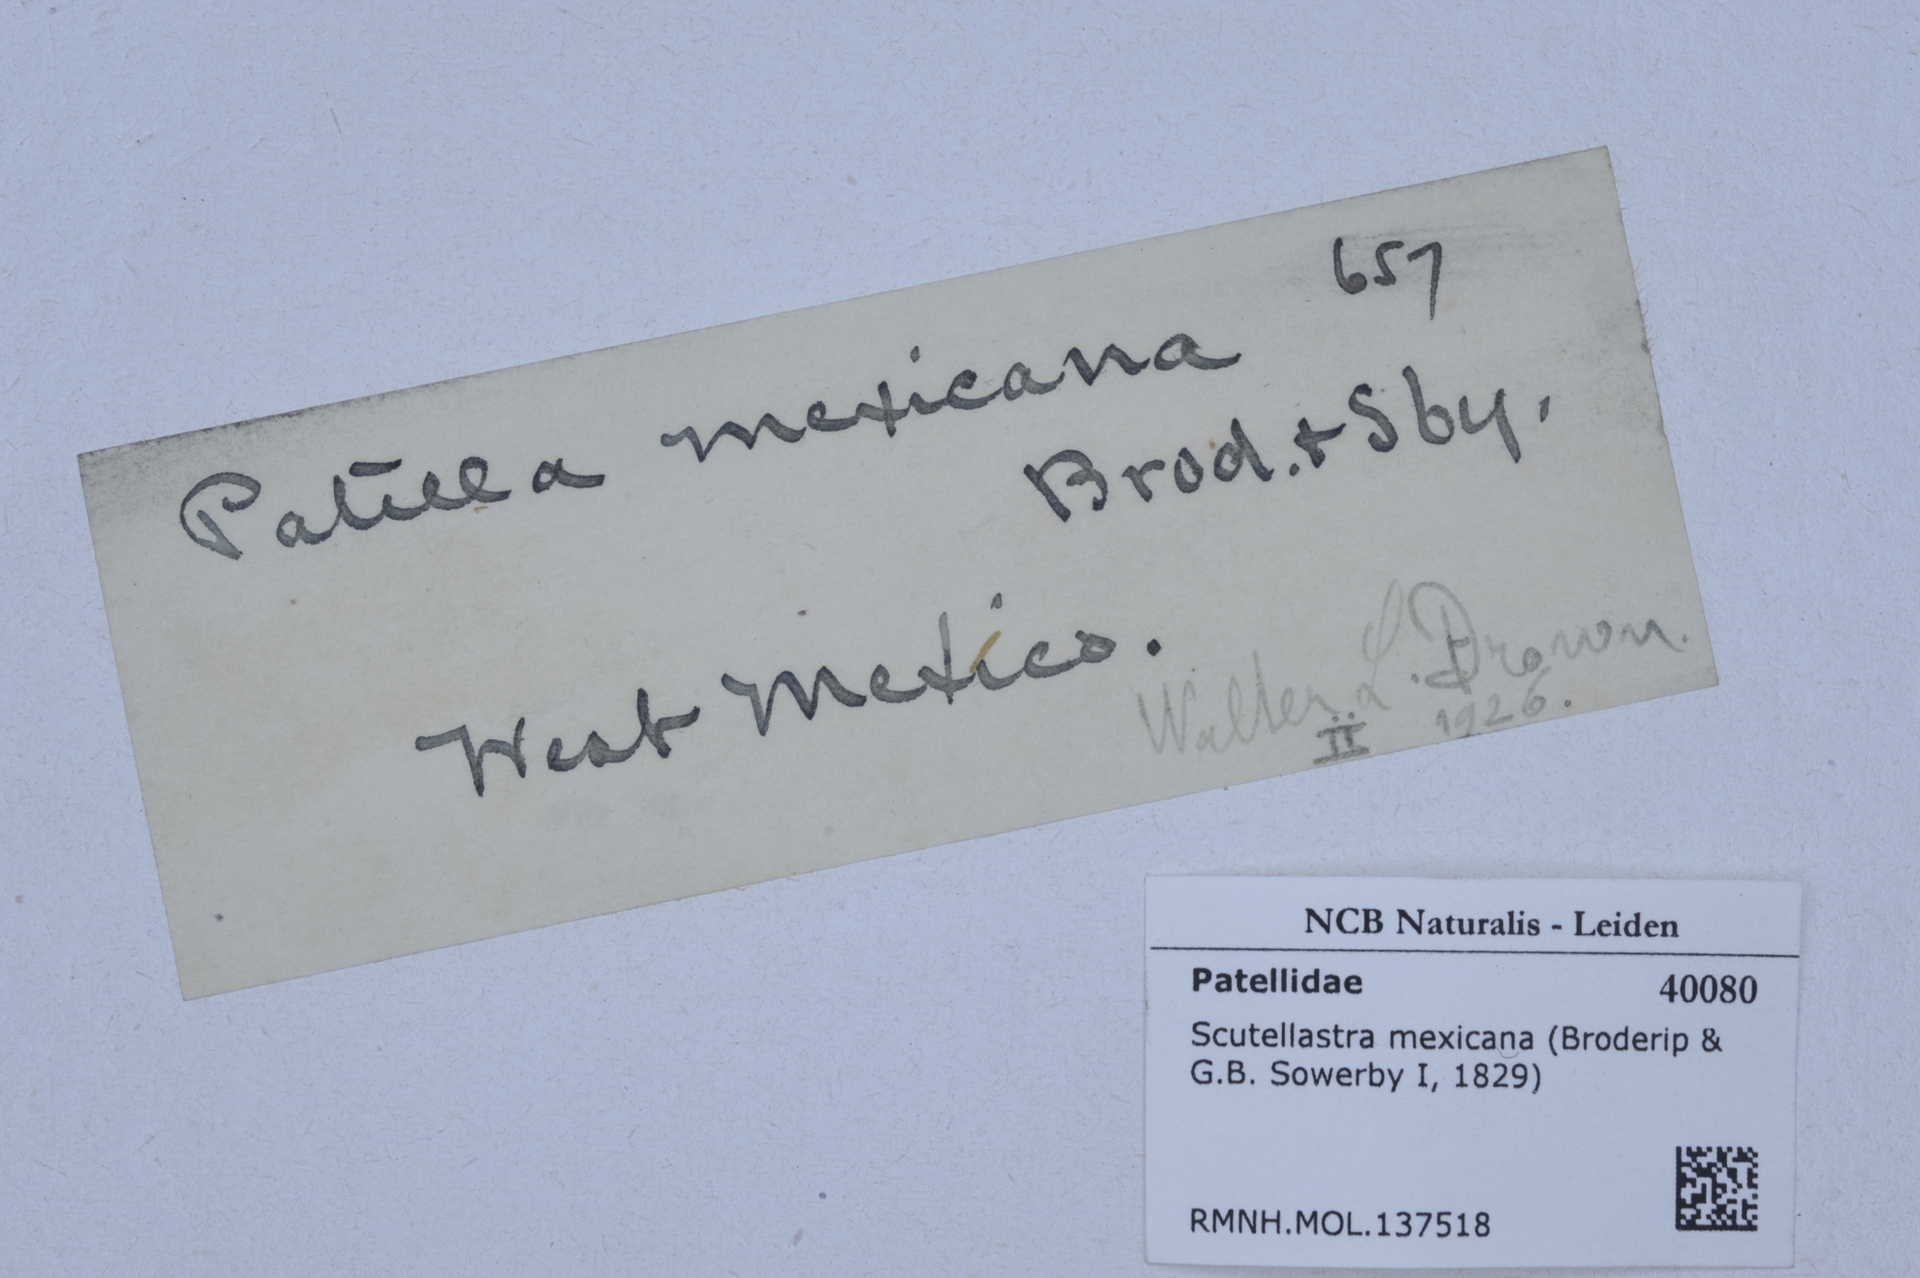 657
Patella mexicana
Brod. & Sby.
West Mexico.
Walter L. Brown.
II 1926.
NCB Naturalis - Leiden
Patellidae 40080
Scutellastra mexicana (Broderip &
G.B. Sowerby I, 1829)
RMNH.MOL.137518